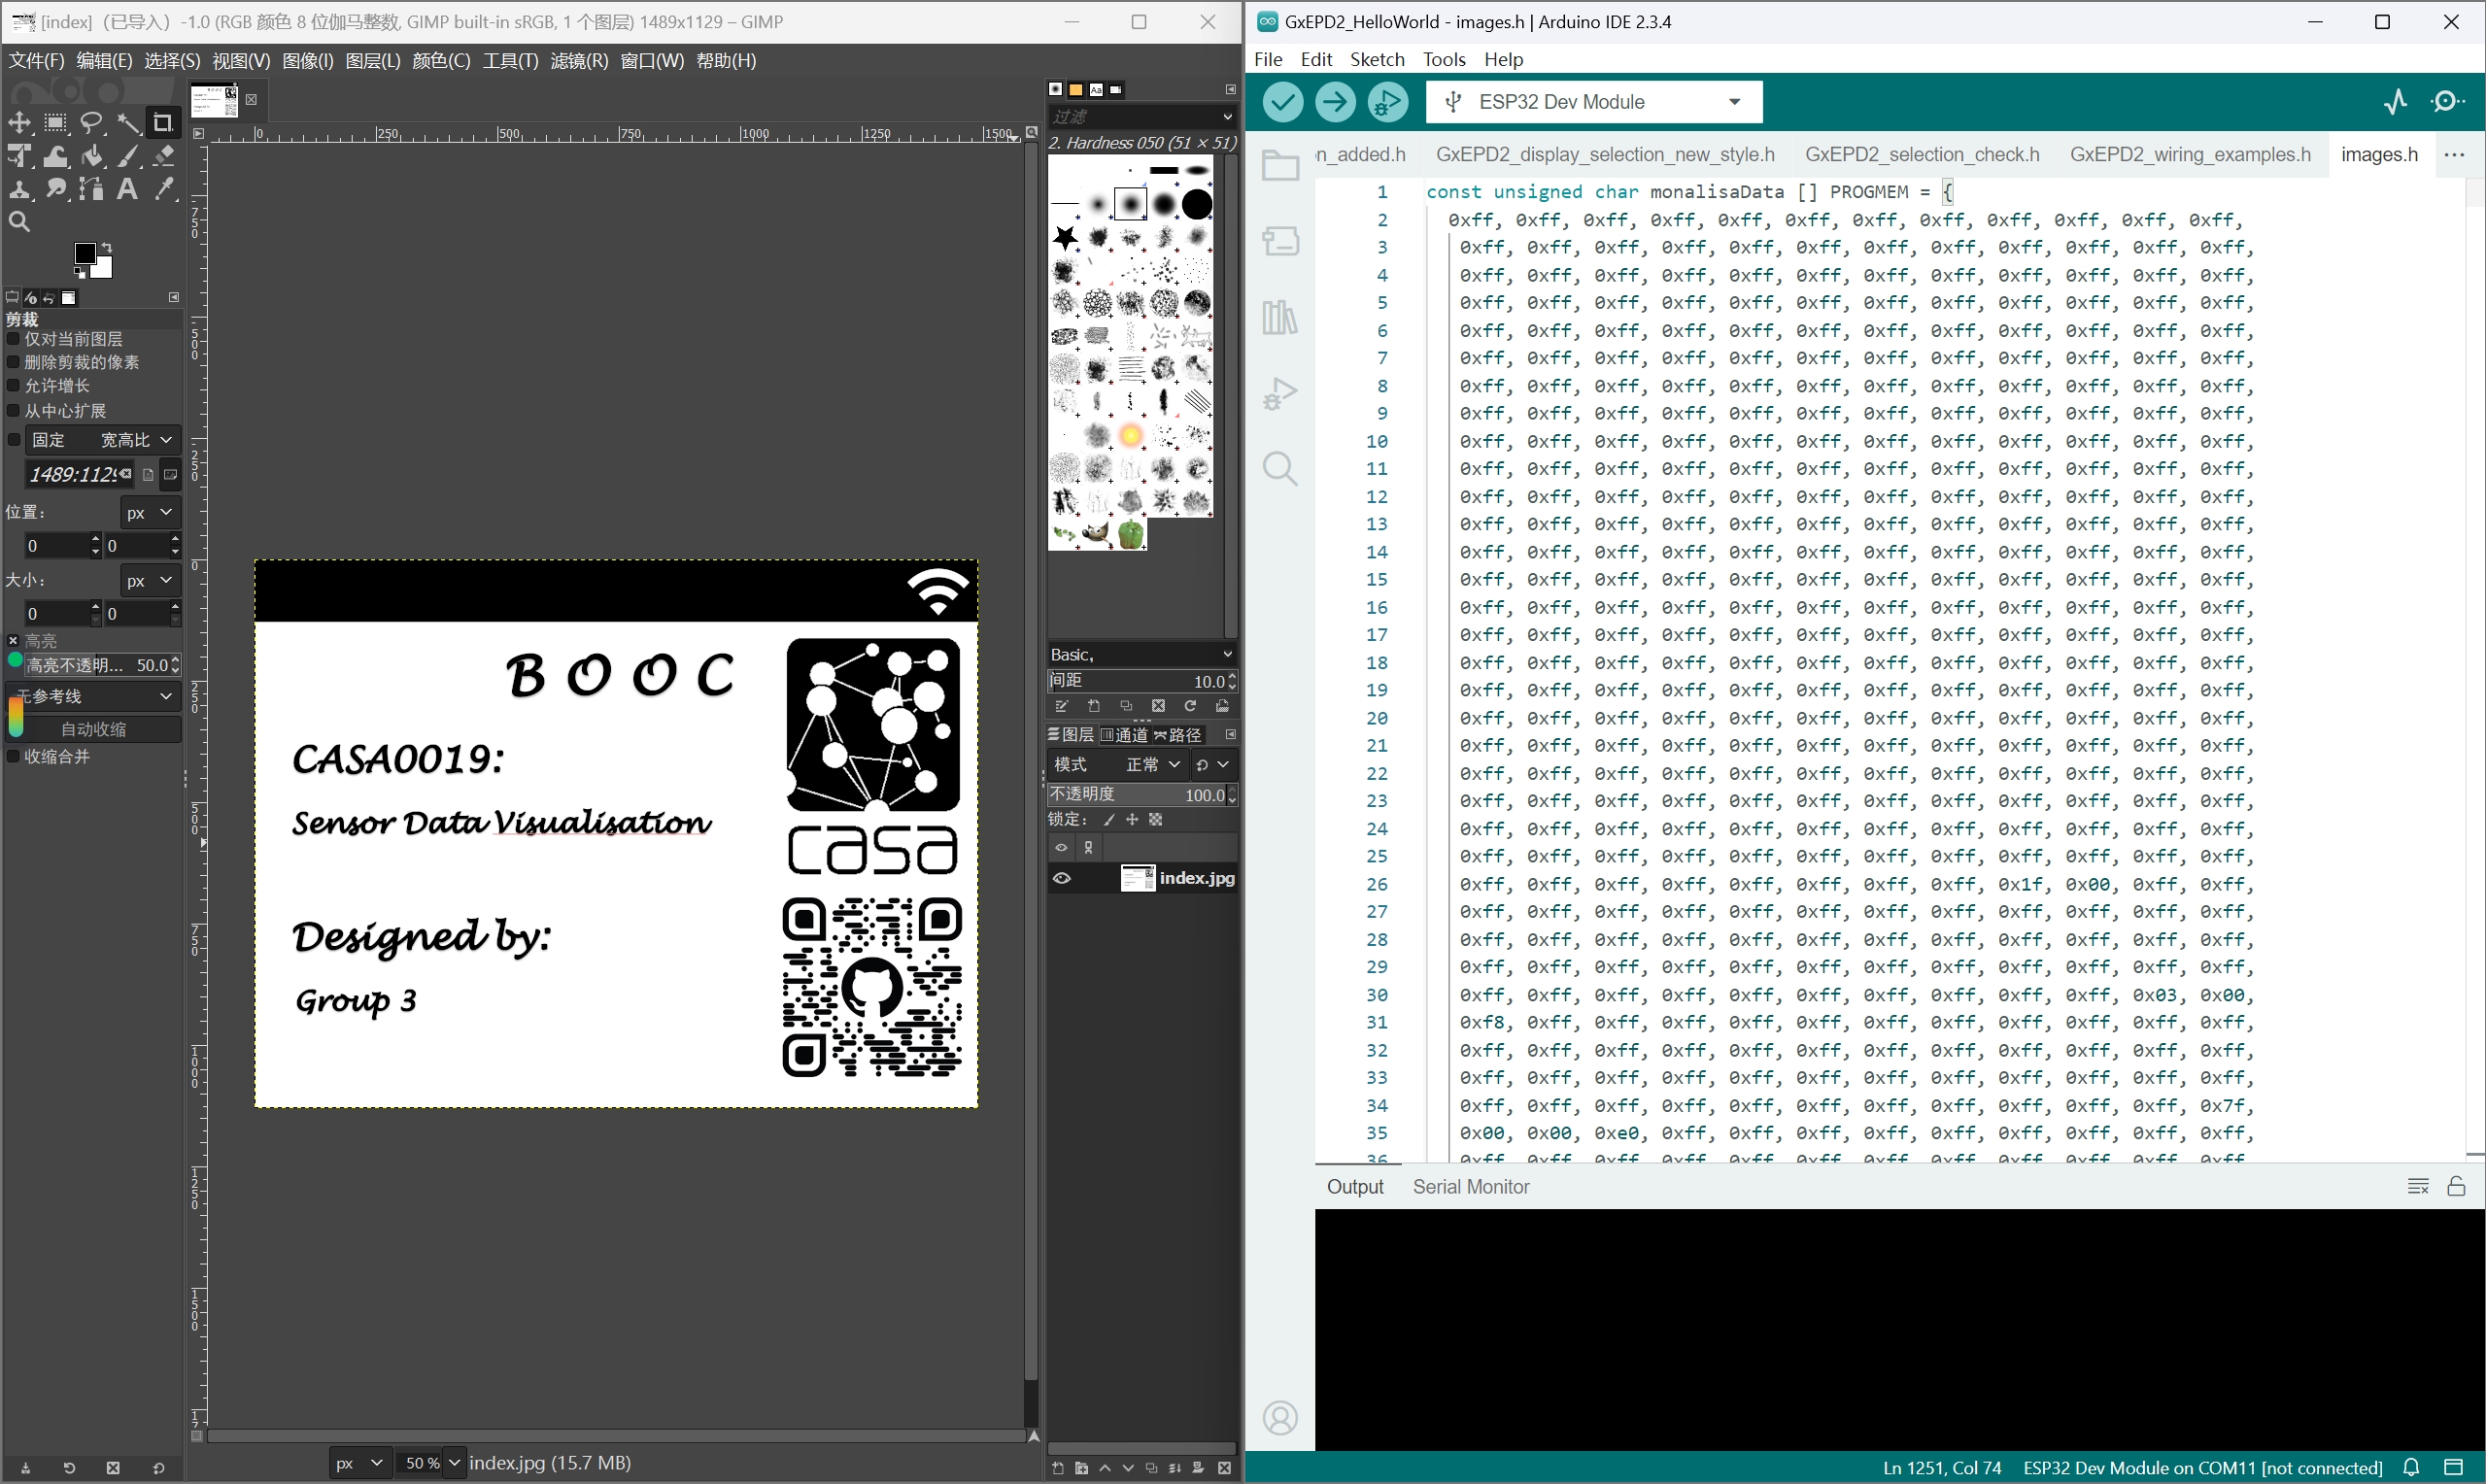 [index]（已导入）-1.0 (RGB 颜色 8 位伽马整数, GIMP built-in sRGB, 1 个图层) 1489x1129 – GIMP
文件(F) 编辑(E) 选择(S) 视图(V) 图像(I) 图层(L) 颜色(C) 工具(T) 滤镜(R) 窗口(W) 帮助(H)
0 250 500 750 1000 1250 1500
剪裁
仅对当前图层
删除剪裁的像素
允许增长
从中心扩展
固定 宽高比
位置： px
0 0
大小： px
0 0
高亮
高亮不透明... 50.0
无参考线
自动收缩
收缩合并
B O O C
CASA0019:
Sensor Data Visualisation
casa
Designed by:
Group 3
px 50 % index.jpg (15.7 MB)
过滤
2. Hardness 050 (51 × 51)
Basic,
间距 10.0
图层 通道 路径
模式 正常
不透明度 100.0
锁定：
index.jpg
GxEPD2_HelloWorld - images.h | Arduino IDE 2.3.4
File Edit Sketch Tools Help
ESP32 Dev Module
n_added.h GxEPD2_display_selection_new_style.h GxEPD2_selection_check.h GxEPD2_wiring_examples.h images.h ...
1 const unsigned char monalisaData [] PROGMEM = {
2 0xff, 0xff, 0xff, 0xff, 0xff, 0xff, 0xff, 0xff, 0xff, 0xff, 0xff, 0xff,
3 0xff, 0xff, 0xff, 0xff, 0xff, 0xff, 0xff, 0xff, 0xff, 0xff, 0xff, 0xff,
4 0xff, 0xff, 0xff, 0xff, 0xff, 0xff, 0xff, 0xff, 0xff, 0xff, 0xff, 0xff,
5 0xff, 0xff, 0xff, 0xff, 0xff, 0xff, 0xff, 0xff, 0xff, 0xff, 0xff, 0xff,
6 0xff, 0xff, 0xff, 0xff, 0xff, 0xff, 0xff, 0xff, 0xff, 0xff, 0xff, 0xff,
7 0xff, 0xff, 0xff, 0xff, 0xff, 0xff, 0xff, 0xff, 0xff, 0xff, 0xff, 0xff,
8 0xff, 0xff, 0xff, 0xff, 0xff, 0xff, 0xff, 0xff, 0xff, 0xff, 0xff, 0xff,
9 0xff, 0xff, 0xff, 0xff, 0xff, 0xff, 0xff, 0xff, 0xff, 0xff, 0xff, 0xff,
10 0xff, 0xff, 0xff, 0xff, 0xff, 0xff, 0xff, 0xff, 0xff, 0xff, 0xff, 0xff,
11 0xff, 0xff, 0xff, 0xff, 0xff, 0xff, 0xff, 0xff, 0xff, 0xff, 0xff, 0xff,
12 0xff, 0xff, 0xff, 0xff, 0xff, 0xff, 0xff, 0xff, 0xff, 0xff, 0xff, 0xff,
13 0xff, 0xff, 0xff, 0xff, 0xff, 0xff, 0xff, 0xff, 0xff, 0xff, 0xff, 0xff,
14 0xff, 0xff, 0xff, 0xff, 0xff, 0xff, 0xff, 0xff, 0xff, 0xff, 0xff, 0xff,
15 0xff, 0xff, 0xff, 0xff, 0xff, 0xff, 0xff, 0xff, 0xff, 0xff, 0xff, 0xff,
16 0xff, 0xff, 0xff, 0xff, 0xff, 0xff, 0xff, 0xff, 0xff, 0xff, 0xff, 0xff,
17 0xff, 0xff, 0xff, 0xff, 0xff, 0xff, 0xff, 0xff, 0xff, 0xff, 0xff, 0xff,
18 0xff, 0xff, 0xff, 0xff, 0xff, 0xff, 0xff, 0xff, 0xff, 0xff, 0xff, 0xff,
19 0xff, 0xff, 0xff, 0xff, 0xff, 0xff, 0xff, 0xff, 0xff, 0xff, 0xff, 0xff,
20 0xff, 0xff, 0xff, 0xff, 0xff, 0xff, 0xff, 0xff, 0xff, 0xff, 0xff, 0xff,
21 0xff, 0xff, 0xff, 0xff, 0xff, 0xff, 0xff, 0xff, 0xff, 0xff, 0xff, 0xff,
22 0xff, 0xff, 0xff, 0xff, 0xff, 0xff, 0xff, 0xff, 0xff, 0xff, 0xff, 0xff,
23 0xff, 0xff, 0xff, 0xff, 0xff, 0xff, 0xff, 0xff, 0xff, 0xff, 0xff, 0xff,
24 0xff, 0xff, 0xff, 0xff, 0xff, 0xff, 0xff, 0xff, 0xff, 0xff, 0xff, 0xff,
25 0xff, 0xff, 0xff, 0xff, 0xff, 0xff, 0xff, 0xff, 0xff, 0xff, 0xff, 0xff,
26 0xff, 0xff, 0xff, 0xff, 0xff, 0xff, 0xff, 0xff, 0x1f, 0x00, 0xff, 0xff,
27 0xff, 0xff, 0xff, 0xff, 0xff, 0xff, 0xff, 0xff, 0xff, 0xff, 0xff, 0xff,
28 0xff, 0xff, 0xff, 0xff, 0xff, 0xff, 0xff, 0xff, 0xff, 0xff, 0xff, 0xff,
29 0xff, 0xff, 0xff, 0xff, 0xff, 0xff, 0xff, 0xff, 0xff, 0xff, 0xff, 0xff,
30 0xff, 0xff, 0xff, 0xff, 0xff, 0xff, 0xff, 0xff, 0xff, 0xff, 0x03, 0x00,
31 0xf8, 0xff, 0xff, 0xff, 0xff, 0xff, 0xff, 0xff, 0xff, 0xff, 0xff, 0xff,
32 0xff, 0xff, 0xff, 0xff, 0xff, 0xff, 0xff, 0xff, 0xff, 0xff, 0xff, 0xff,
33 0xff, 0xff, 0xff, 0xff, 0xff, 0xff, 0xff, 0xff, 0xff, 0xff, 0xff, 0xff,
34 0xff, 0xff, 0xff, 0xff, 0xff, 0xff, 0xff, 0xff, 0xff, 0xff, 0xff, 0x7f,
35 0x00, 0x00, 0xe0, 0xff, 0xff, 0xff, 0xff, 0xff, 0xff, 0xff, 0xff, 0xff,
Output Serial Monitor
Ln 1251, Col 74 ESP32 Dev Module on COM11 [not connected]